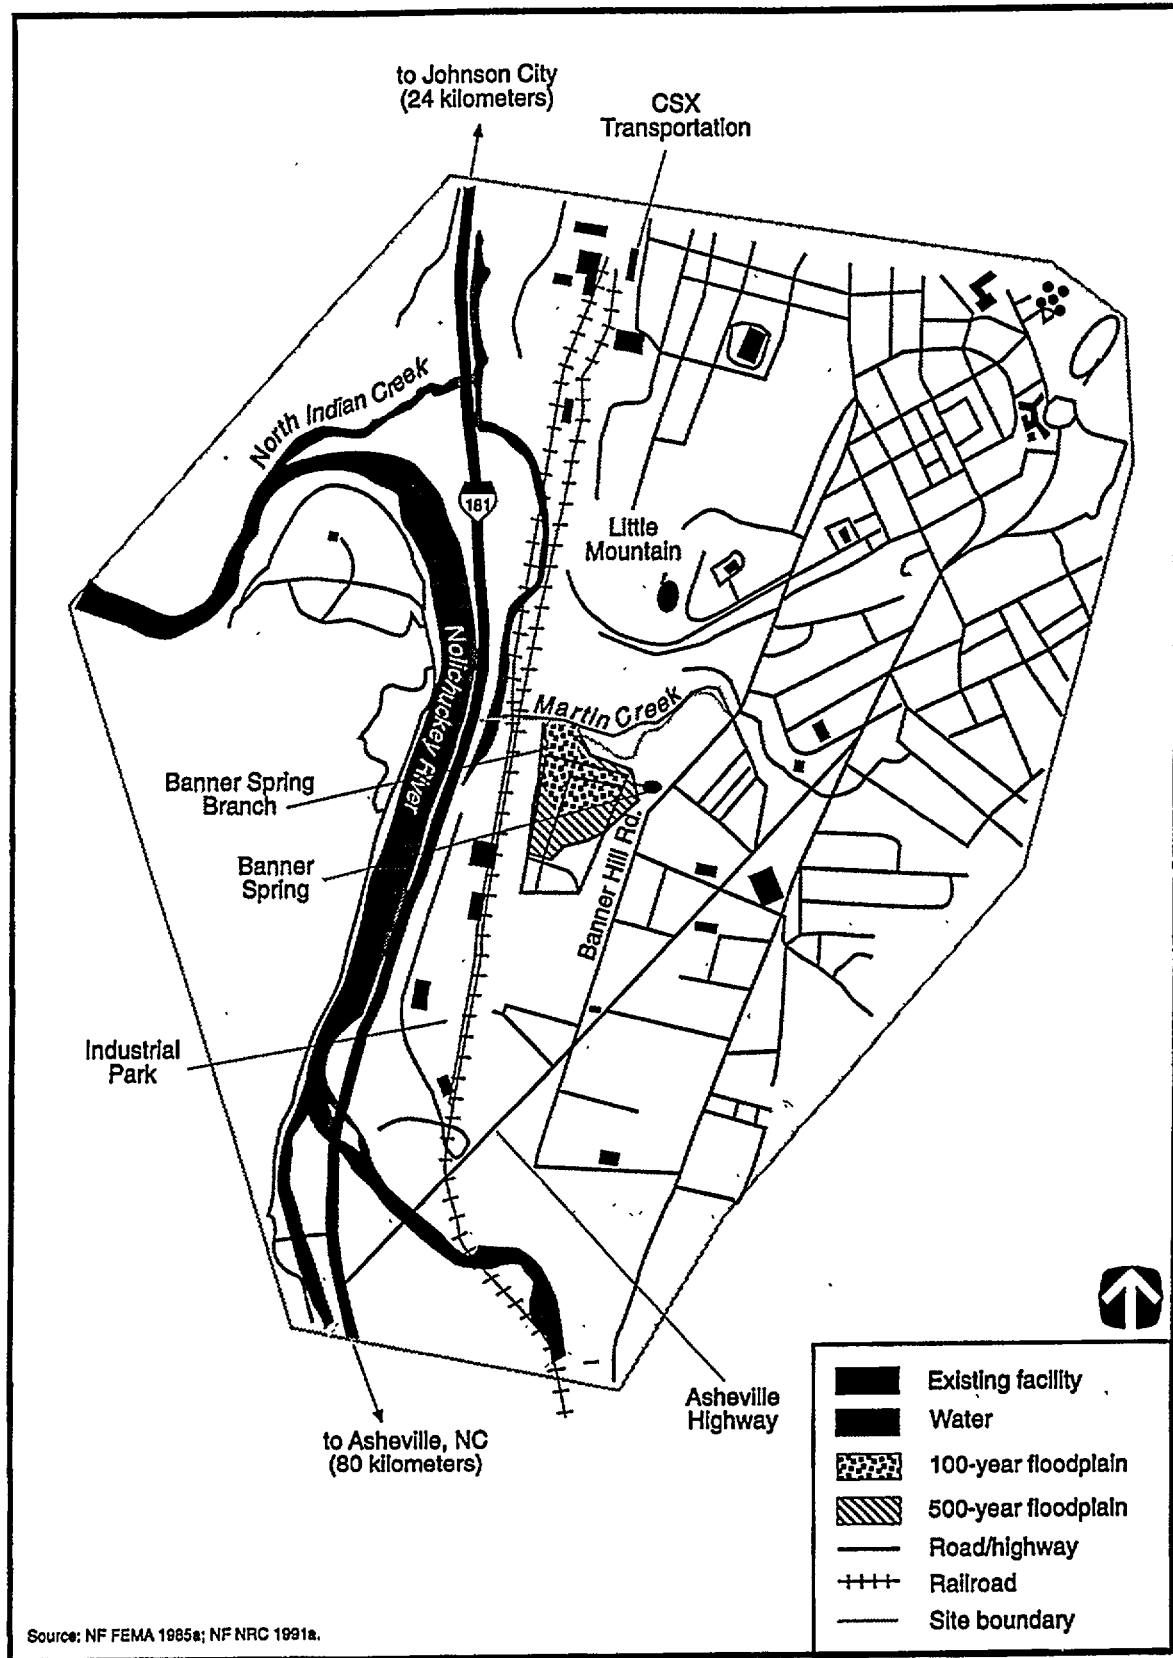 to Johnson City
(24 kilometers)
CSX
Transportation
North Indian Creek
181
Little
Mountain
Nolichuckey River
Martin Creek
Banner Spring
Branch
Banner
Spring
Banner Hill Rd.
Industrial
Park
Asheville
Highway
to Asheville, NC
(80 kilometers)
Existing facility
Water
100-year floodplain
500-year floodplain
Road/highway
Railroad
Site boundary
Source: NF FEMA 1985a; NF NRC 1991a.